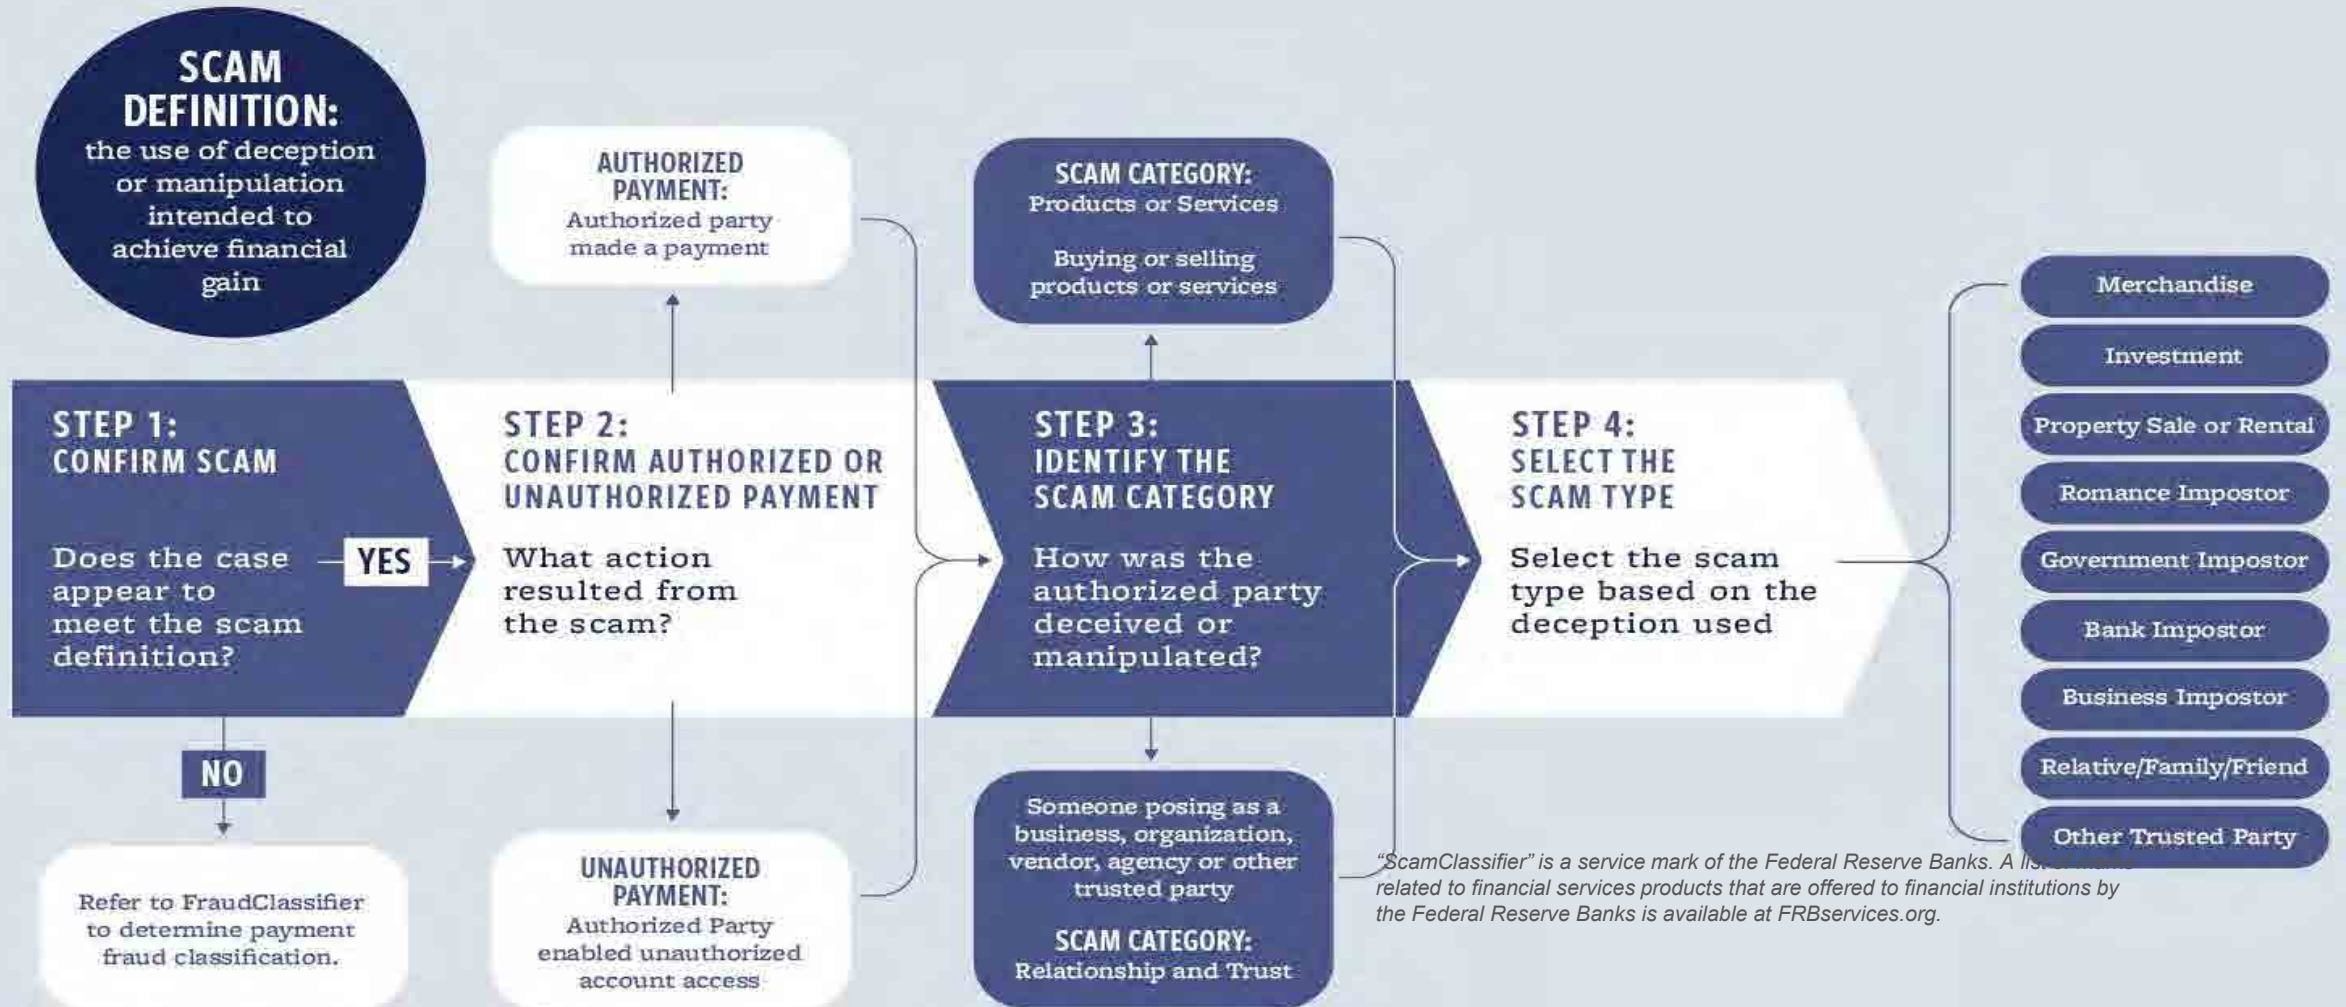 SCAM
DEFINITION:
the use of deception
or manipulation
intended to
achieve financial
gain
STEP 1:
CONFIRM SCAM
Does the case
appear to
meet the scam
definition?
YES
NO
Refer to FraudClassifier
to determine payment
fraud classification.
AUTHORIZED
PAYMENT:
Authorized party
made a payment
STEP 2:
CONFIRM AUTHORIZED OR
UNAUTHORIZED PAYMENT
What action
resulted from
the scam?
UNAUTHORIZED
PAYMENT:
Authorized Party
enabled unauthorized
account access
SCAM CATEGORY:
Products or Services
Buying or selling
products or services
STEP 3:
IDENTIFY THE
SCAM CATEGORY
How was the
authorized party
deceived or
manipulated?
Someone posing as a
business, organization,
vendor, agency or other
trusted party
SCAM CATEGORY:
Relationship and Trust
STEP 4:
SELECT THE
SCAM TYPE
Select the scam
type based on the
deception used
Merchandise
Investment
Property Sale or Rental
Romance Impostor
Government Impostor
Bank Impostor
Business Impostor
Relative/Family/Friend
Other Trusted Party
“ScamClassifier” is a service mark of the Federal Reserve Banks. A
related to financial services products that are offered to financial institutions by
the Federal Reserve Banks is available at FRBservices.org.